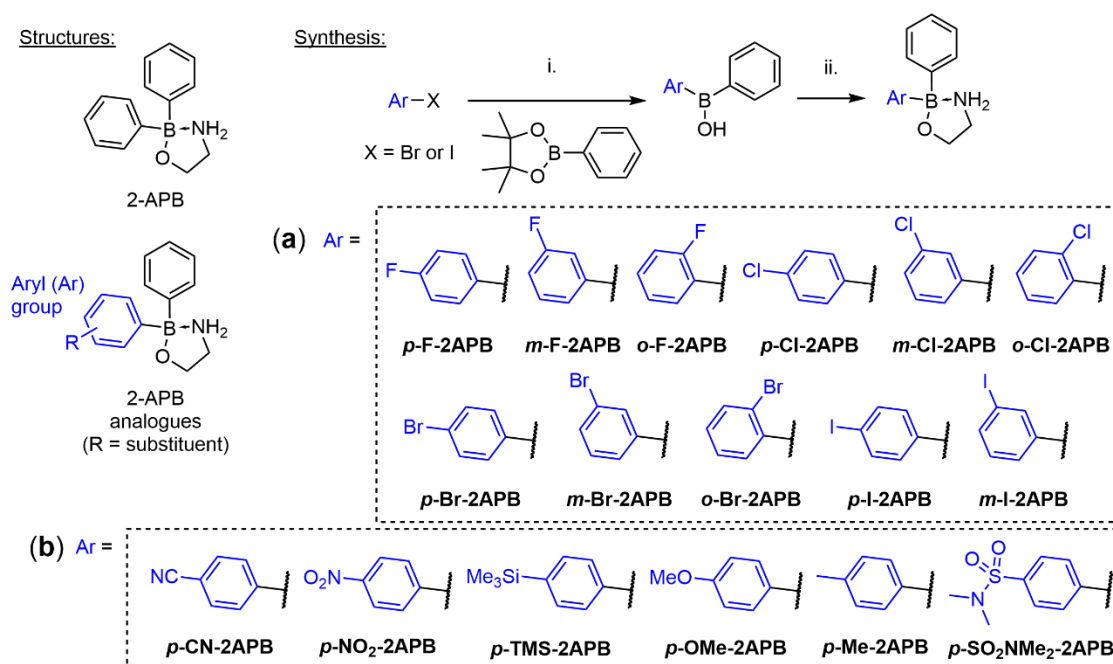 Structures:
B
NH₂
O
2-APB
Aryl (Ar)
group
R
B
NH₂
O
2-APB
analogues
(R = substituent)
Synthesis:
Ar–X
X = Br or I
i.
O
B
O
Ar
B
OH
ii.
Ar
B
NH₂
O
(a) Ar =
F
F
F
Cl
Cl
Cl
p-F-2APB m-F-2APB o-F-2APB p-Cl-2APB m-Cl-2APB o-Cl-2APB
Br
Br
Br
I
I
p-Br-2APB m-Br-2APB o-Br-2APB p-I-2APB m-I-2APB
(b) Ar =
NC
O₂N
Me₃Si
MeO
O
O
S
N
p-CN-2APB p-NO₂-2APB p-TMS-2APB p-OMe-2APB p-Me-2APB p-SO₂NMe₂-2APB